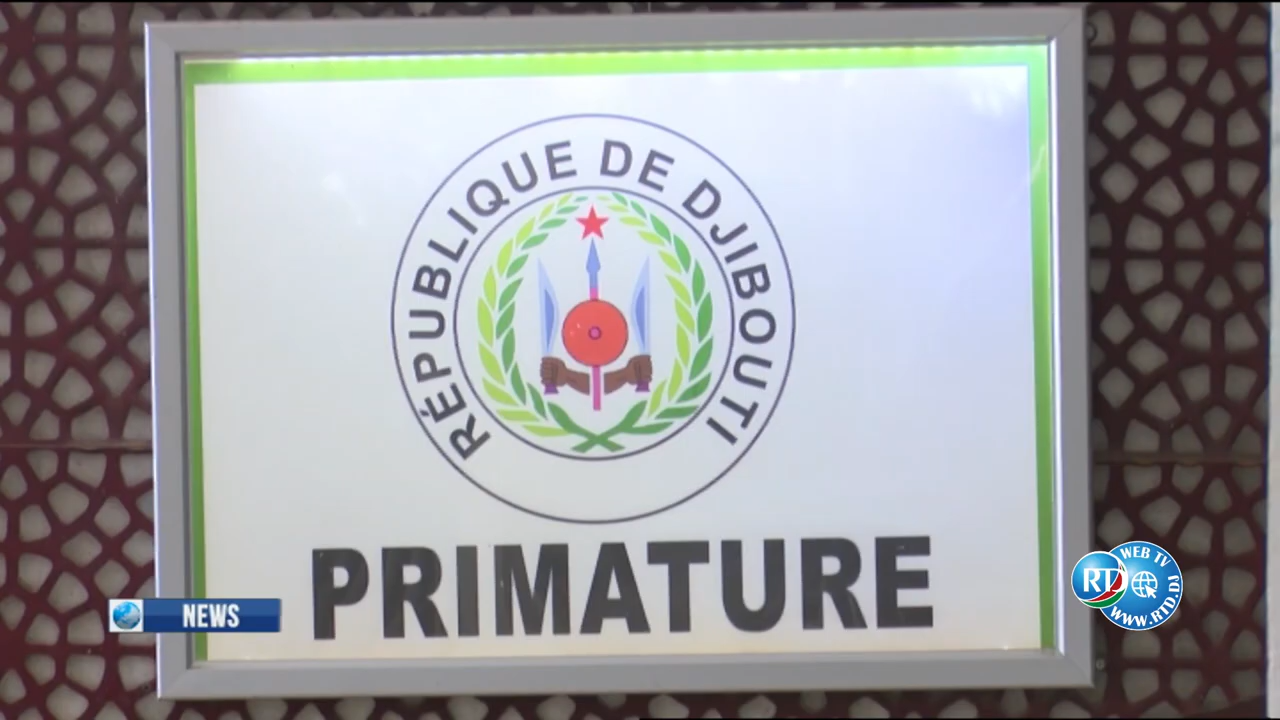 RÉPUBLIQUE DE DJIBOUTI
PRIMATURE
NEWS
WEB TV
RTD
WWW.RTD.DJ